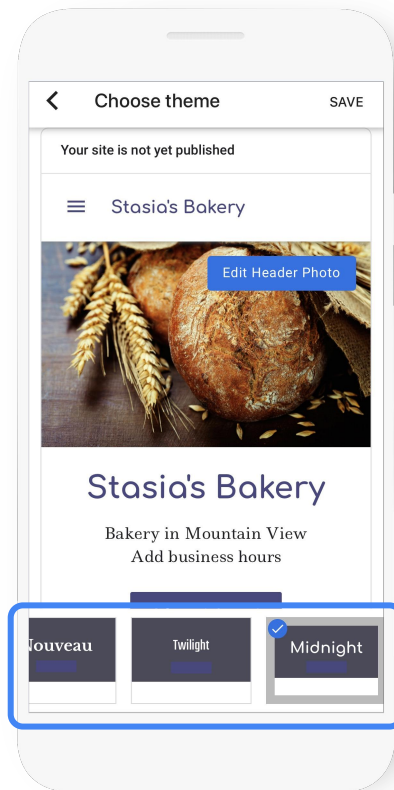 Choose theme SAVE
Your site is not yet published
Stasia's Bakery
Edit Header Photo
Stasia's Bakery
Bakery in Mountain View
Add business hours
Nouveau Twilight Midnight